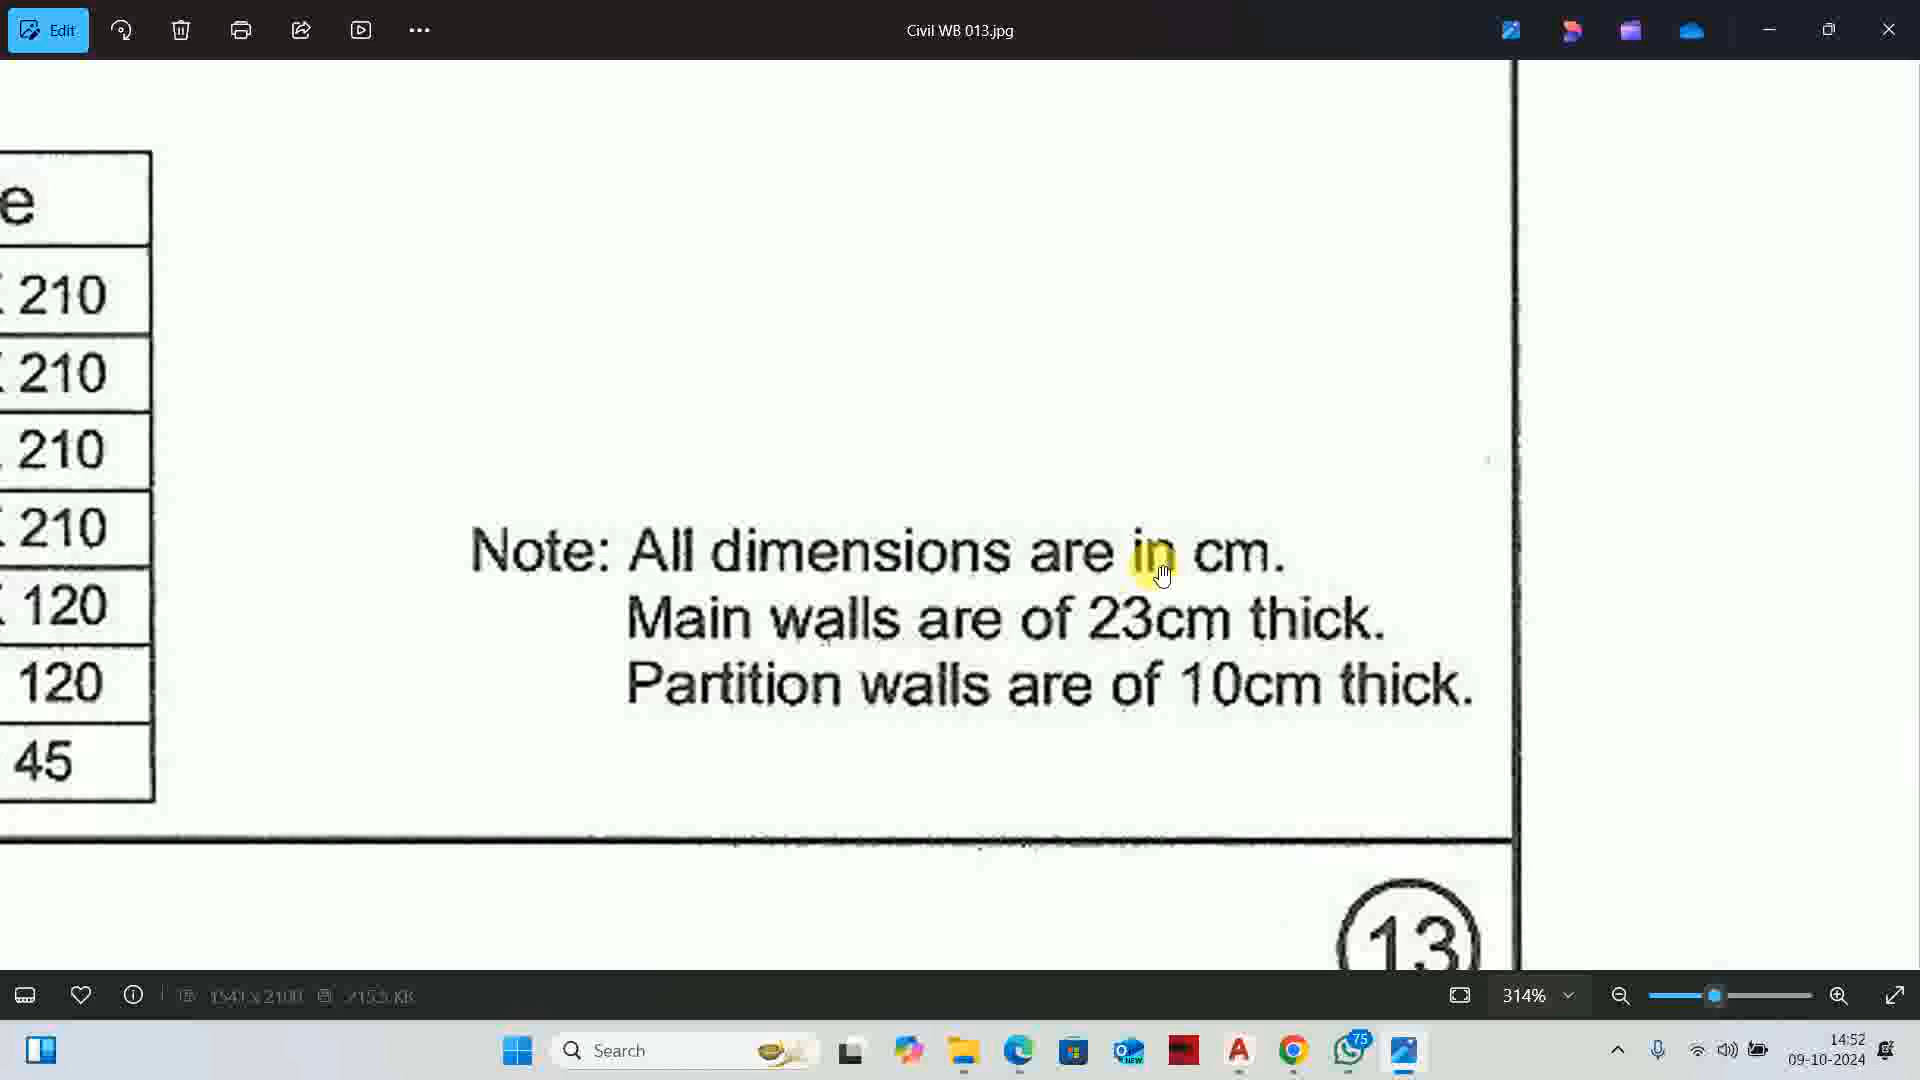 Edit
Civil WB 013.jpg
e
210
210
210
210
120
120
45
Note: All dimensions are in cm.
Main walls are of 23cm thick.
Partition walls are of 10cm thick.
13
314%
Search
NEW
75
14:52
09-10-2024